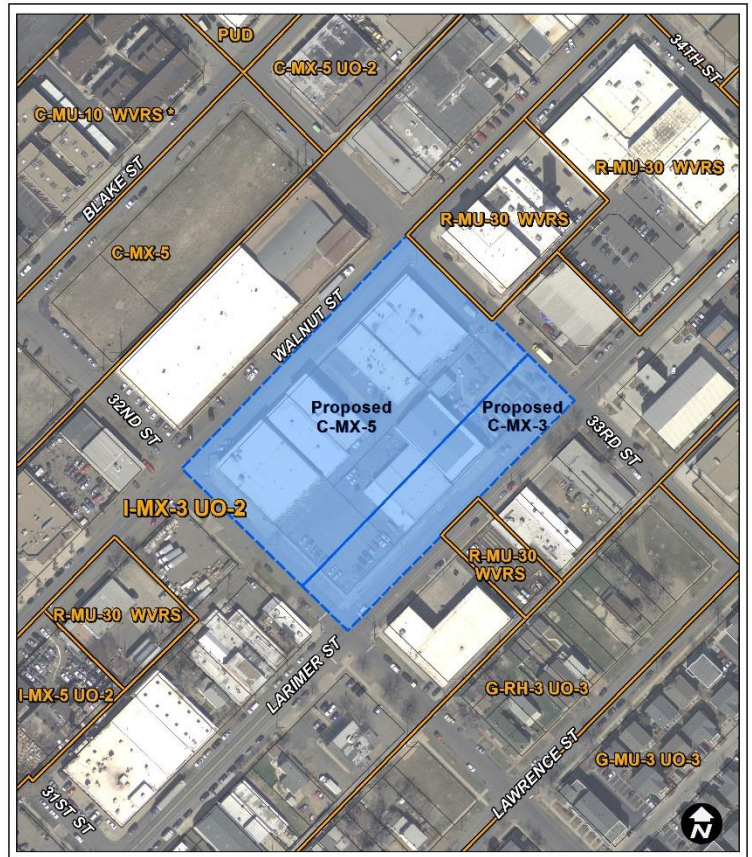 PUD
C-MX-5 UO-2
34TH ST
C-MU-10 WVRS *
BLAKE ST
R-MU-30 WVRS
R-MU-30 WVRS
C-MX-5
WALNUT ST
32ND ST
Proposed
C-MX-5
Proposed
C-MX-3
33RD ST
I-MX-3 UO-2
R-MU-30
WVRS
R-MU-30 WVRS
LARIMER ST
I-MX-5 UO-2
G-RH-3 UO-3
G-MU-3 UO-3
LAWRENCE ST
31ST ST
N